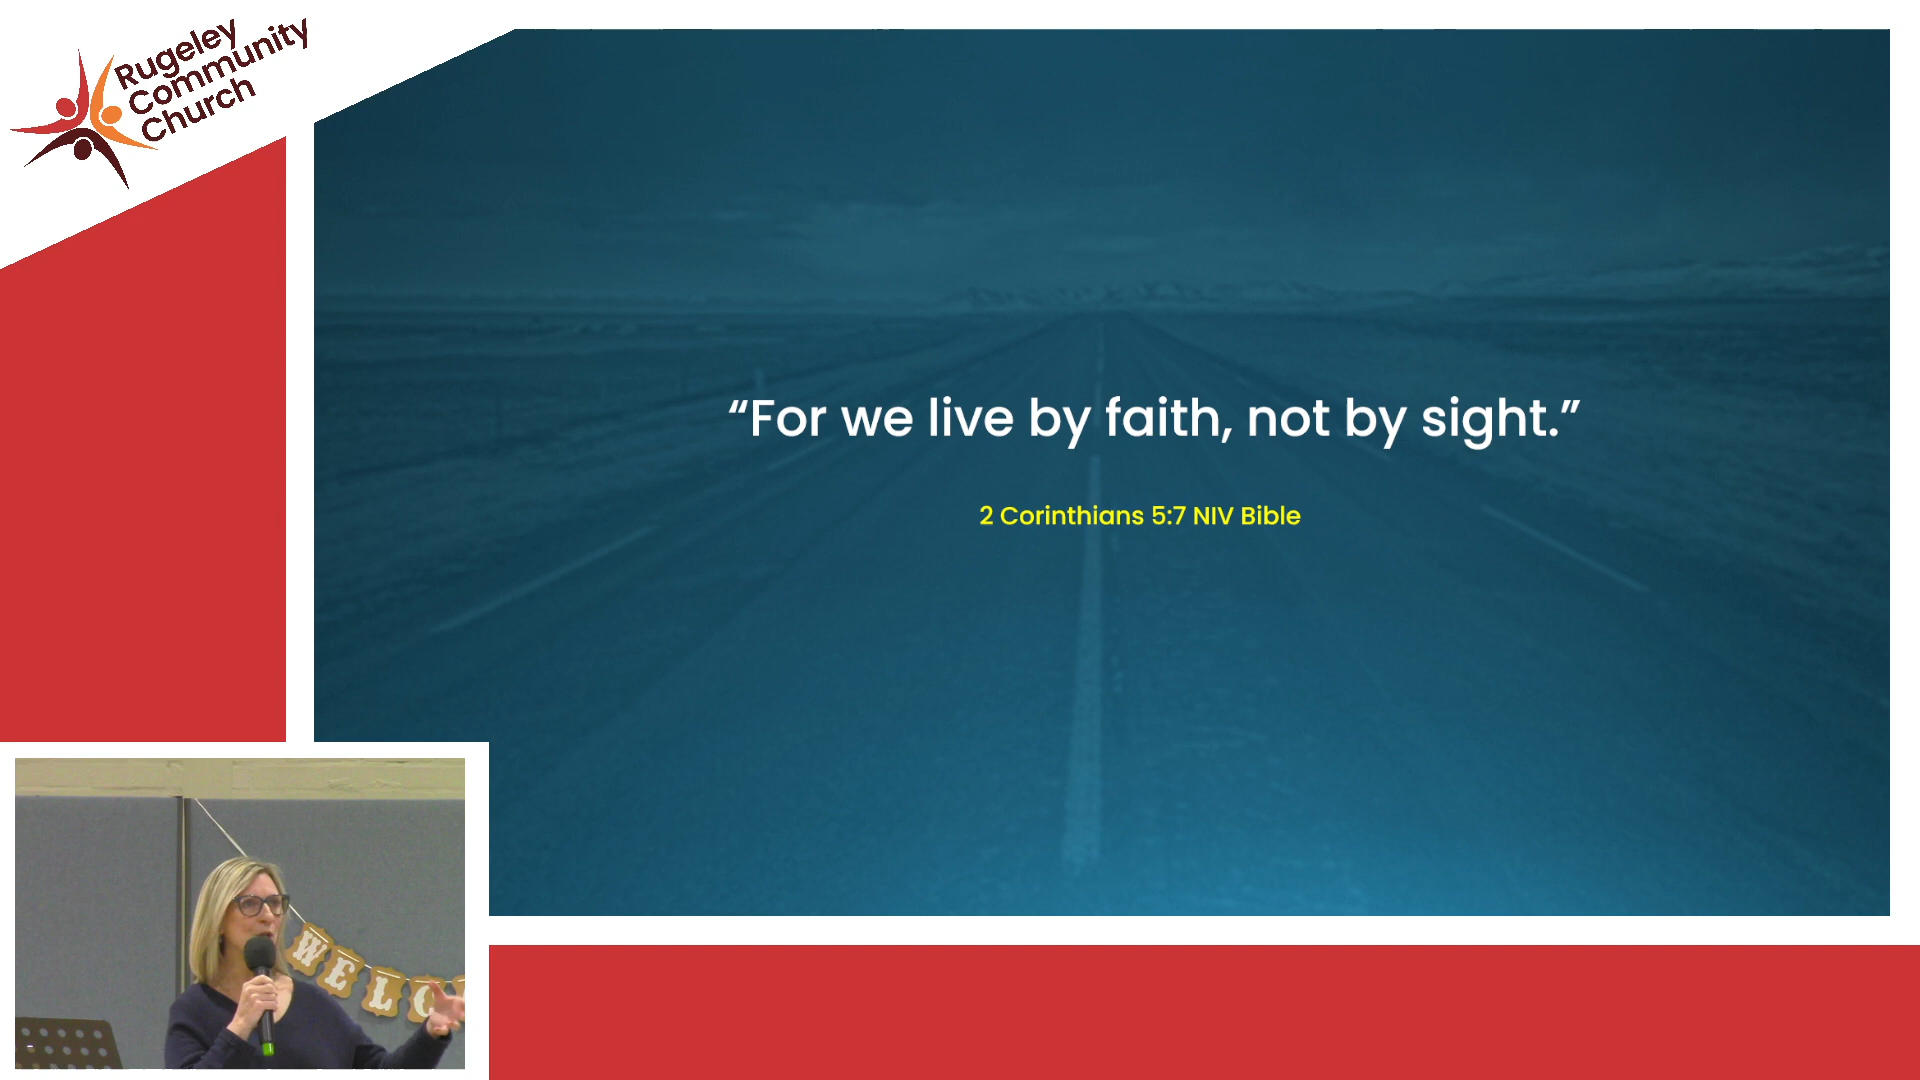 Rugeley
Community
Church
“For we live by faith, not by sight.”
2 Corinthians 5:7 NIV Bible
WELC